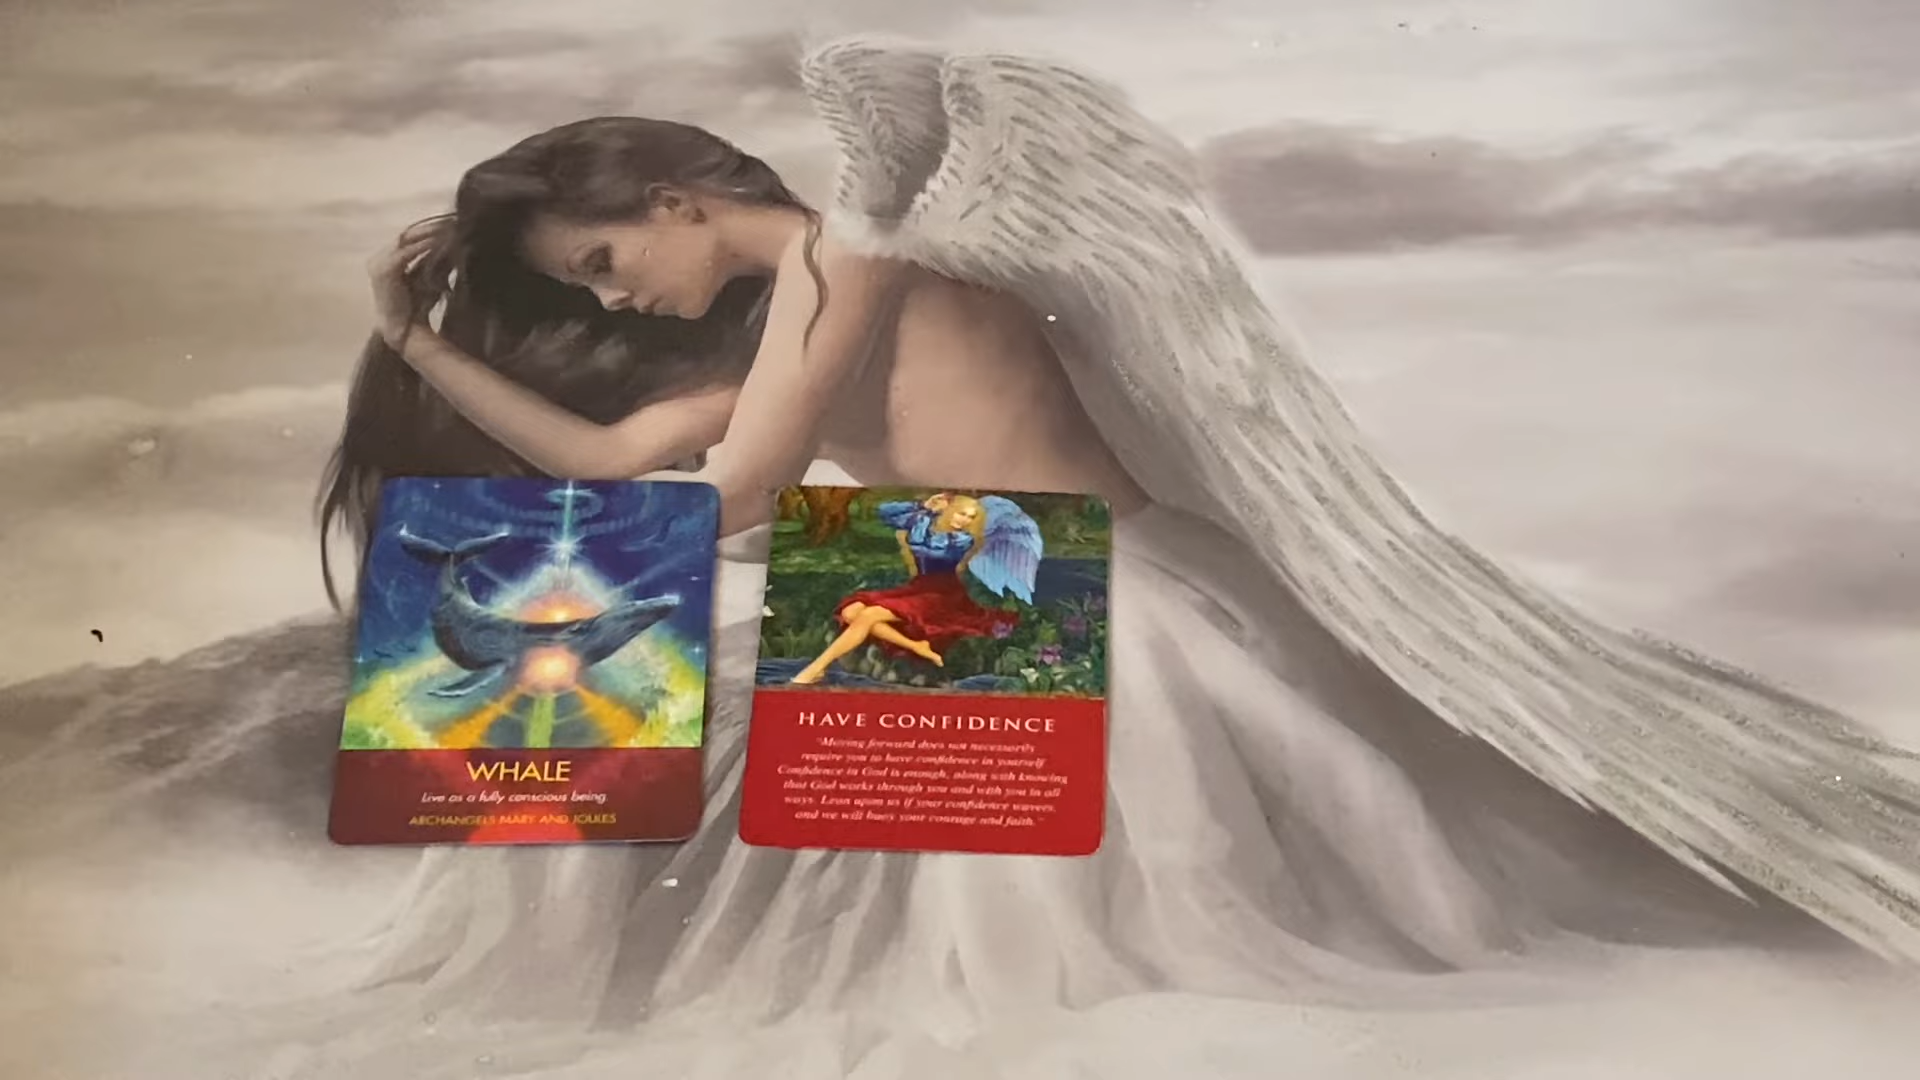 WHALE
Live as a fully conscious being
ARCHANGELS MARY AND JOULES
HAVE CONFIDENCE
"Moving forward does not necessarily
require you to have confidence in yourself
Confidence in God is enough, along with knowing
that God works through you and with you in all
ways. Lean upon us if your confidence wavers,
and we will buoy your courage and faith."